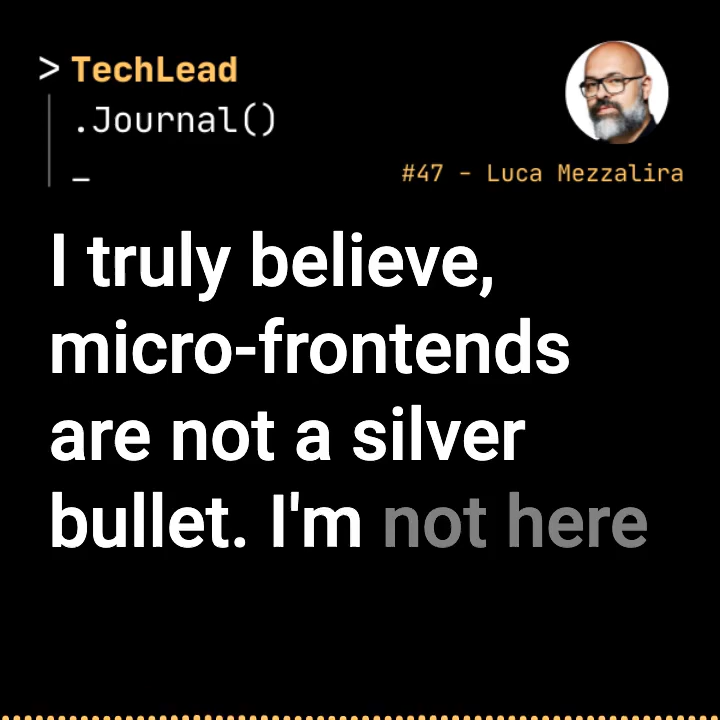 > TechLead
.Journal()
_
#47 - Luca Mezzalira
I truly believe,
micro-frontends
are not a silver
bullet. I'm not here